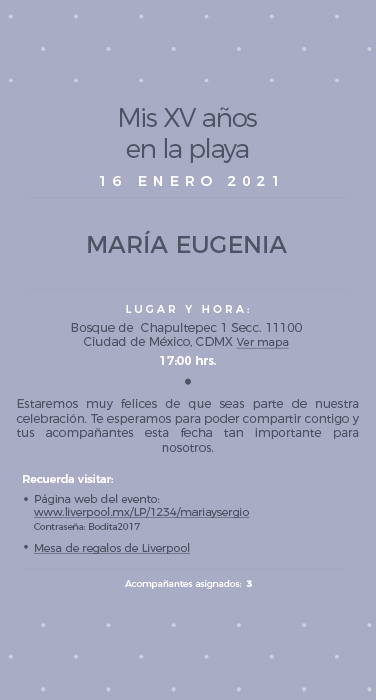 Mis XV años
en la playa
16 ENERO 2021
MARÍA EUGENIA
LUGAR Y HORA:
Bosque de Chapultepec 1 Secc. 11100
Ciudad de México, CDMX Ver mapa
17:00 hrs.
Estaremos muy felices de que seas parte de nuestra
celebración. Te esperamos para poder compartir contigo y
tus acompañantes esta fecha tan importante para
nosotros.
Recuerda visitar:
• Página web del evento:
www.liverpool.mx/LP/1234/mariaysergio
Contraseña: Bodita2017
• Mesa de regalos de Liverpool
Acompañantes asignados: 3